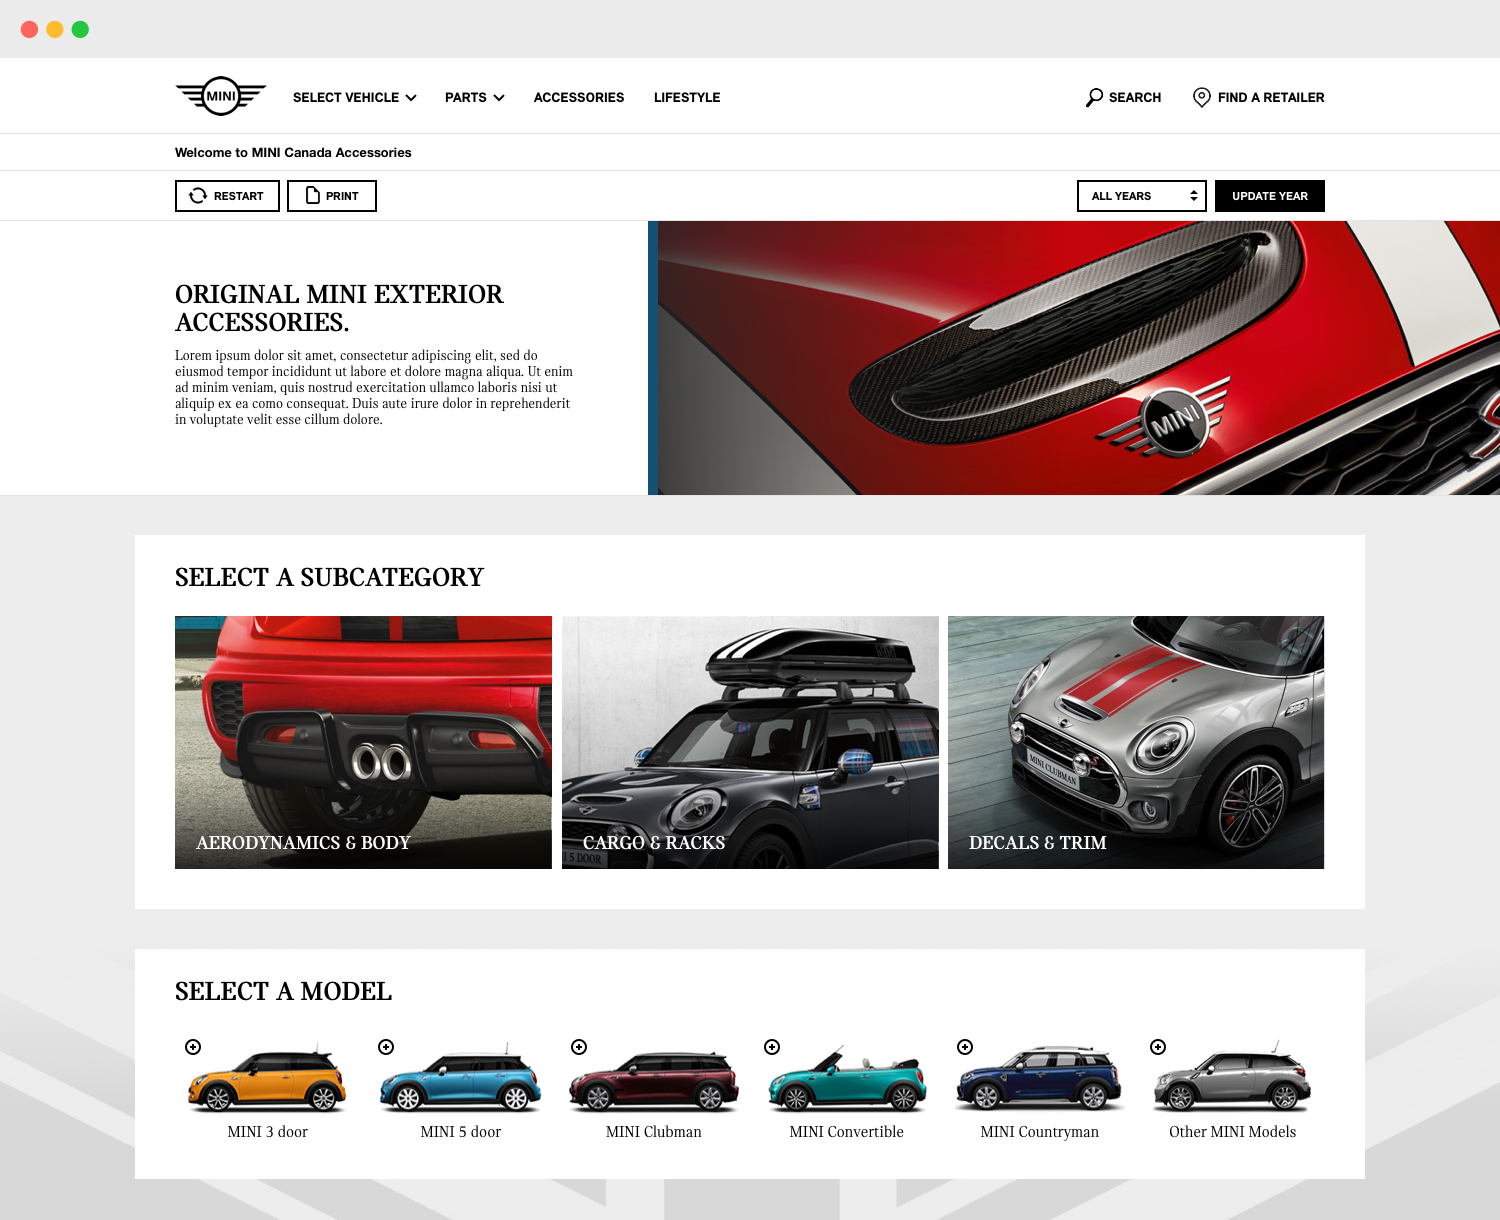 MINI
SELECT VEHICLE
PARTS
ACCESSORIES
LIFESTYLE
SEARCH
FIND A RETAILER
Welcome to MINI Canada Accessories
RESTART
PRINT
ALL YEARS
UPDATE YEAR
ORIGINAL MINI EXTERIOR
ACCESSORIES.
Lorem ipsum dolor sit amet, consectetur adipiscing elit, sed do
eiusmod tempor incididunt ut labore et dolore magna aliqua. Ut enim
ad minim veniam, quis nostrud exercitation ullamco laboris nisi ut
aliquip ex ea como consequat. Duis aute irure dolor in reprehenderit
in voluptate velit esse cillum dolore.
MINI
SELECT A SUBCATEGORY
AERODYNAMICS & BODY
I 5 DOOR
CARGO & RACKS
MINI CLUBMAN
DECALS & TRIM
SELECT A MODEL
MINI 3 door
MINI 5 door
MINI Clubman
MINI Convertible
MINI Countryman
Other MINI Models